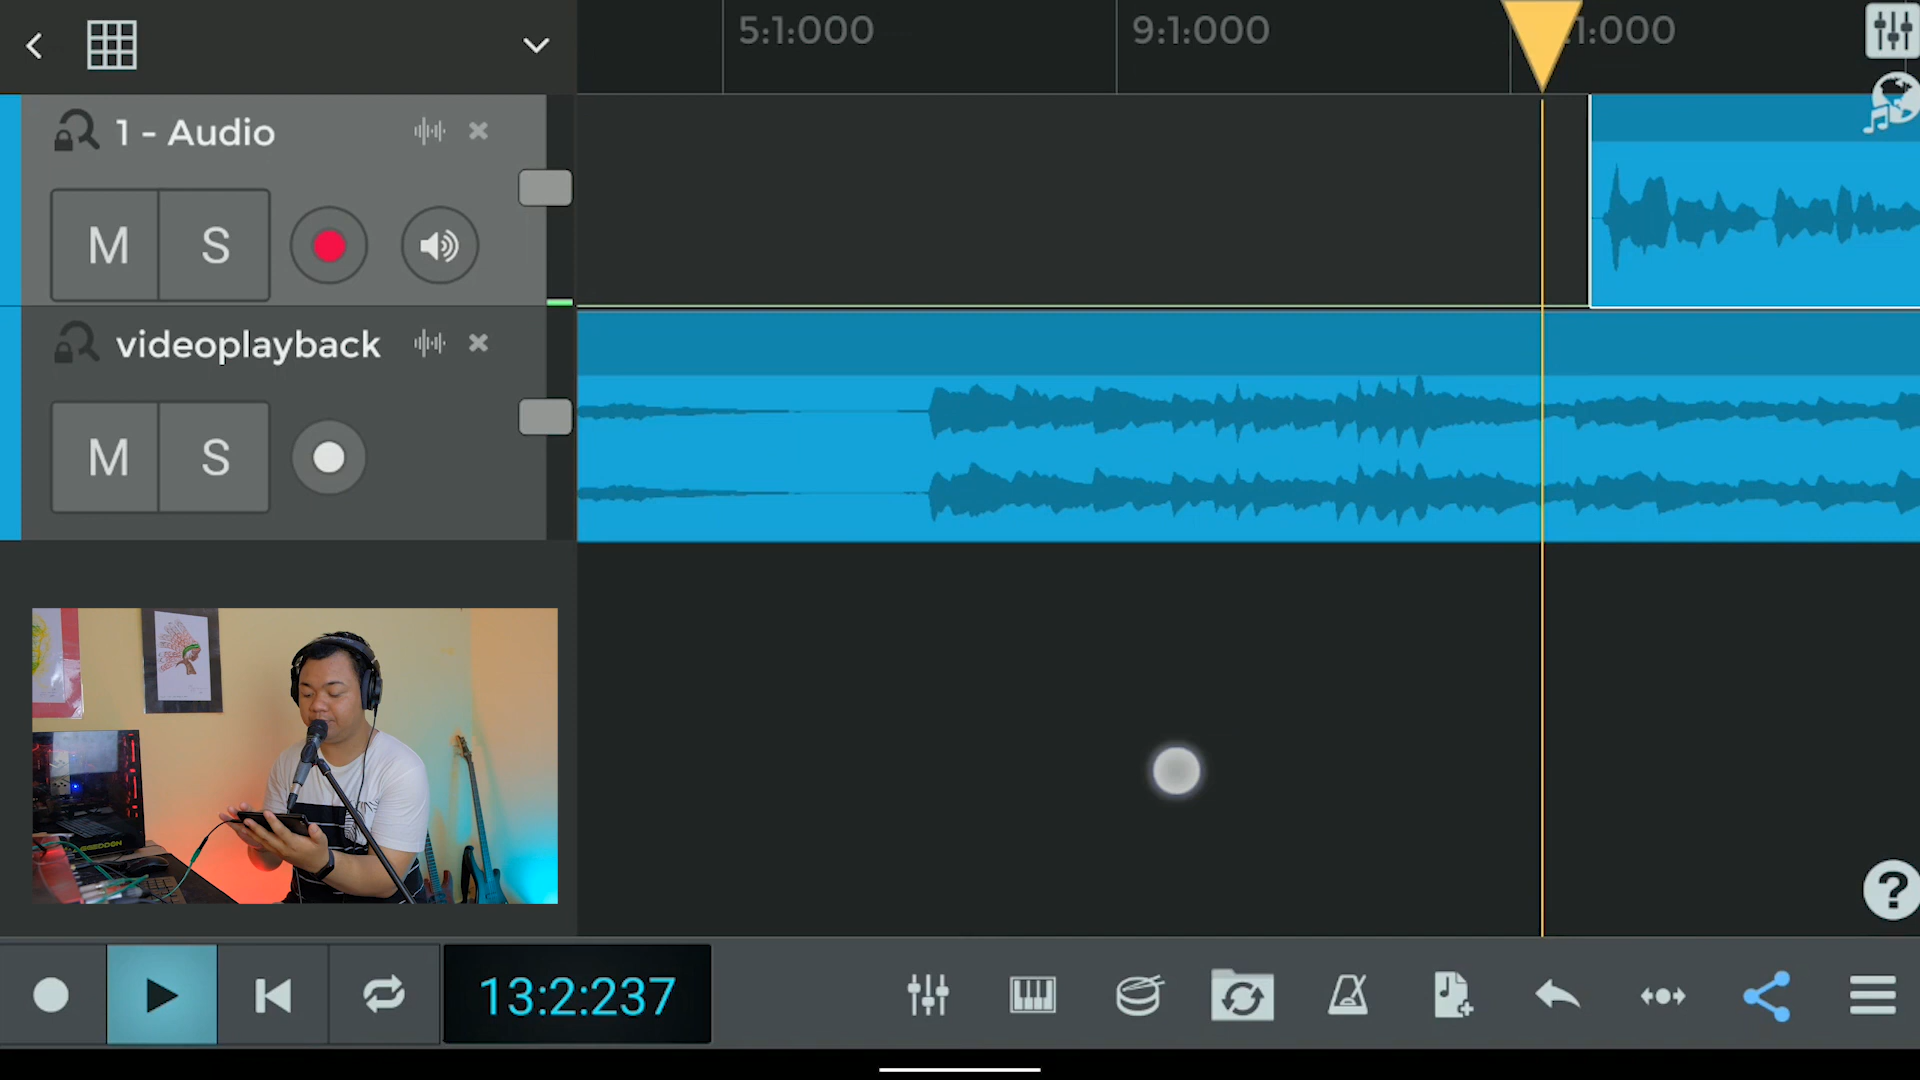 5:1:000
9:1:000
1:000
1 - Audio
M
S
videoplayback
M
S
?
13:2:237